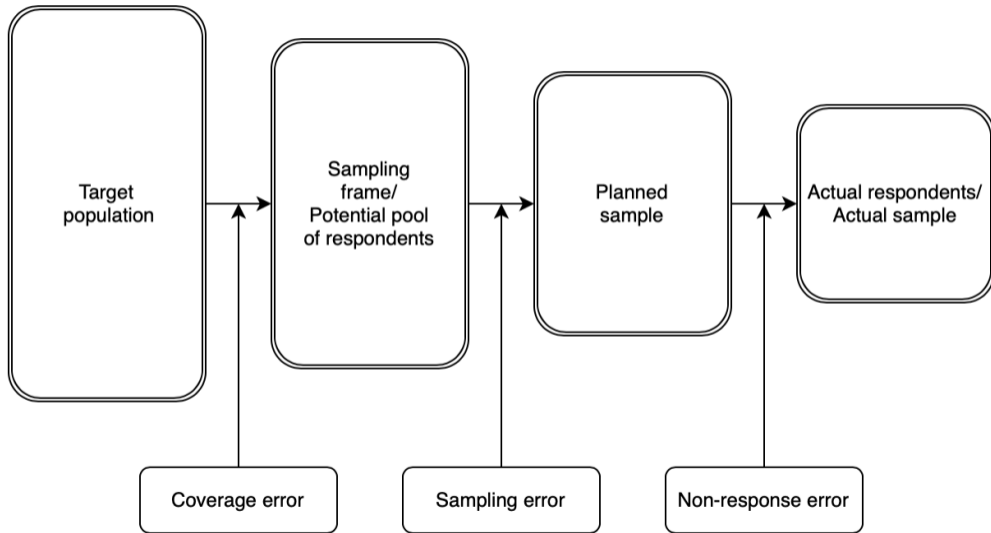 Target
population
Sampling
frame/
Potential pool
of respondents
Planned
sample
Actual respondents/
Actual sample
Coverage error
Sampling error
Non-response error